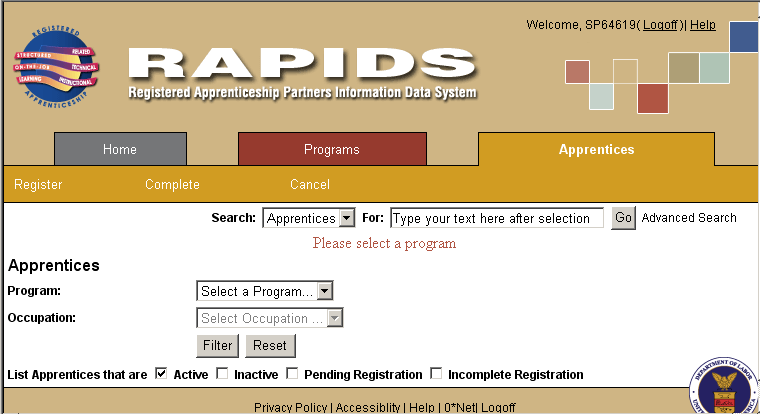 Welcome, SP64619( Logoff )| Help
REGISTERED
STRUCTURED
ON-THE-JOB
LEARNING
RELATED
TECHNICAL
INSTRUCTIONAL
APPRENTICESHIP
RAPIDS
Registered Apprenticeship Partners Information Data System
Home Programs Apprentices
Register Complete Cancel
Search: Apprentices For: Type your text here after selection Go Advanced Search
Please select a program
Apprentices
Program: Select a Program...
Occupation: Select Occupation ...
Filter Reset
List Apprentices that are Active Inactive Pending Registration Incomplete Registration
DEPARTMENT OF LABOR
Privacy Policy | Accessiblity | Help | 0*Net| Logoff